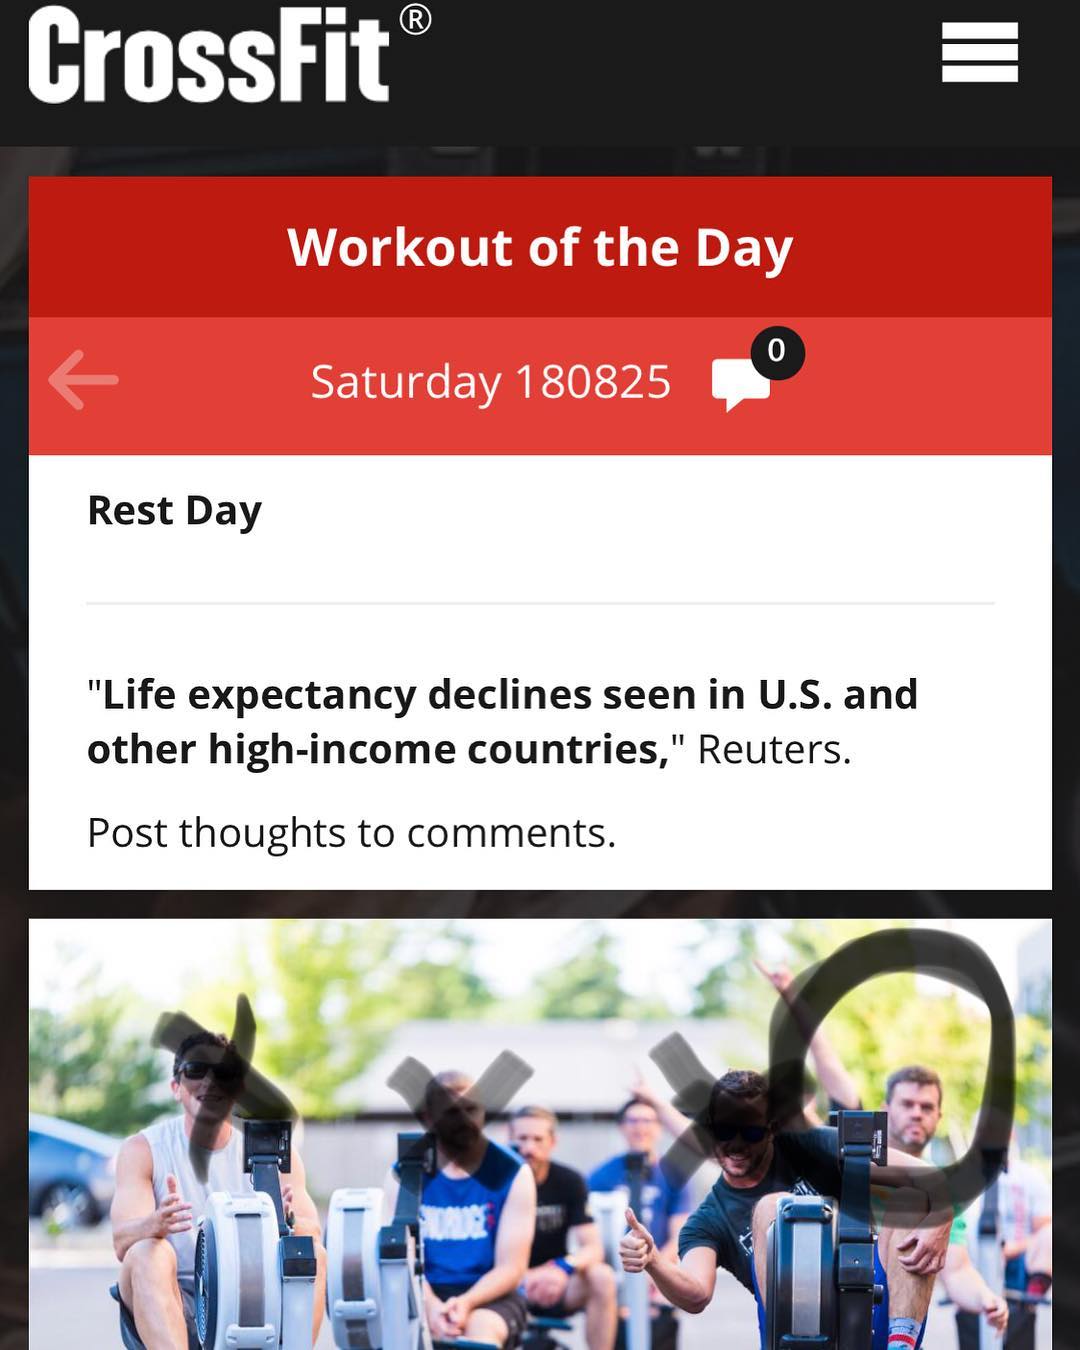 CrossFit®
Workout of the Day
Saturday 180825
0
Rest Day
"Life expectancy declines seen in U.S. and
other high-income countries," Reuters.
Post thoughts to comments.